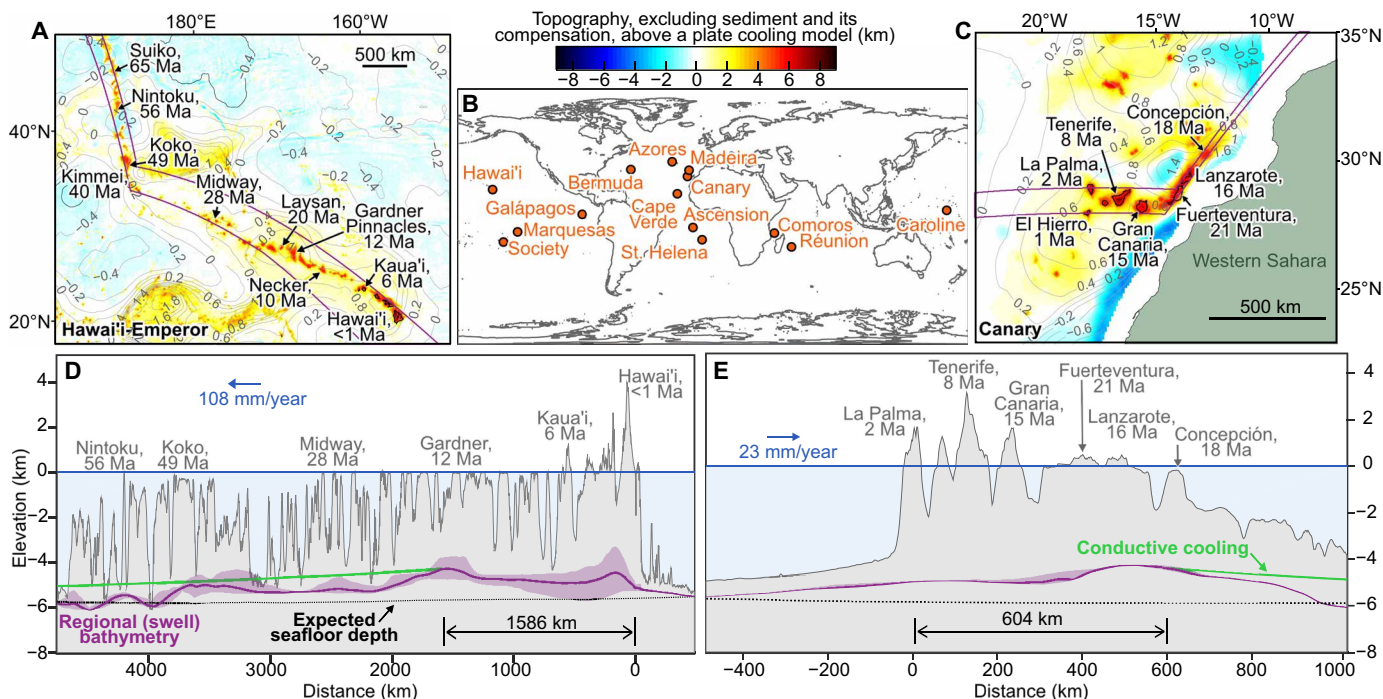 Topography, excluding sediment and its
compensation, above a plate cooling model (km)
−8 −6 −4 −2 0 2 4 6 8
A
180°E 160°E
500 km
40°N
20°N
Suiko,
65 Ma
Nintoku,
56 Ma
Koko,
49 Ma
Kimmei,
40 Ma
Midway,
28 Ma
Laysan,
20 Ma
Gardner
Pinnacles,
12 Ma
Necker,
10 Ma
Kaua'i,
6 Ma
Hawai'i,
<1 Ma
Hawai'i-Emperor
B
Hawai'i
Bermuda
Azores
Madeira
Canary
Galápagos
Cape
Verde
Ascension
Marquesas
Society
St. Helena
Comoros
Réunion
Caroline
C
20°W 15°W 10°W
35°N
30°N
25°N
Concepción,
18 Ma
Tenerife,
8 Ma
La Palma,
2 Ma
Lanzarote,
16 Ma
El Hierro,
1 Ma
Gran
Canaria,
15 Ma
Fuerteventura,
21 Ma
Western Sahara
500 km
Canary
D
108 mm/year
Hawai'i,
<1 Ma
Kaua'i,
6 Ma
Nintoku,
56 Ma
Koko,
49 Ma
Midway,
28 Ma
Gardner,
12 Ma
Elevation (km)
4
2
0
−2
−4
−6
−8
Regional (swell)
bathymetry
Expected
seafloor depth
1586 km
4000 3000 2000 1000 0
Distance (km)
E
23 mm/year
La Palma,
2 Ma
Tenerife,
8 Ma
Gran
Canaria,
15 Ma
Fuerteventura,
21 Ma
Lanzarote,
16 Ma
Concepción,
18 Ma
Conductive cooling
604 km
4
2
0
−2
−4
−6
−8
−400 −200 0 200 400 600 800 1000
Distance (km)